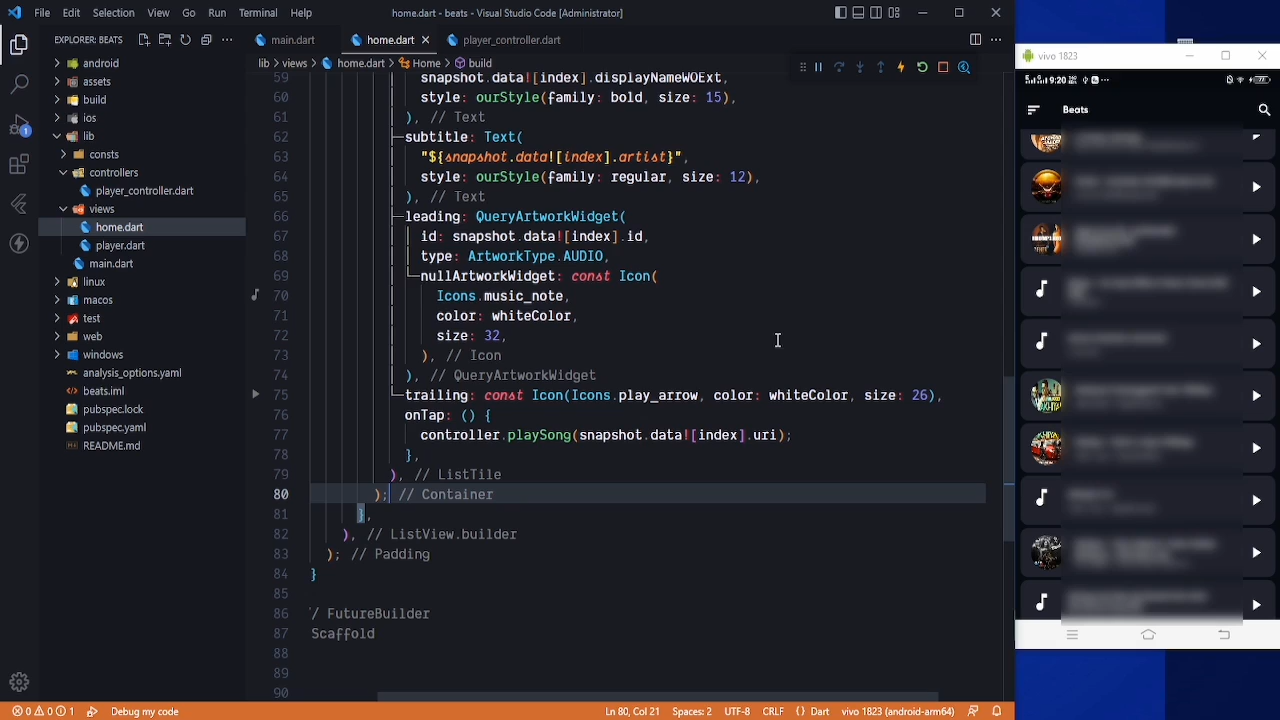 File Edit Selection View Go Run Terminal Help
home.dart - beats - Visual Studio Code [Administrator]
EXPLORER: BEATS
android
assets
build
ios
lib
consts
controllers
player_controller.dart
views
home.dart
player.dart
main.dart
linux
macos
test
web
windows
analysis_options.yaml
beats.iml
pubspec.lock
pubspec.yaml
README.md
1
main.dart
home.dart
player_controller.dart
lib > views > home.dart > Home > build
59 snapshot.data![index].displayNameWOExt,
60 style: ourStyle(family: bold, size: 15),
61 ), // Text
62 subtitle: Text(
63 "${snapshot.data![index].artist}",
64 style: ourStyle(family: regular, size: 12),
65 ), // Text
66 leading: QueryArtworkWidget(
67 id: snapshot.data![index].id,
68 type: ArtworkType.AUDIO,
69 nullArtworkWidget: const Icon(
70 Icons.music_note,
71 color: whiteColor,
72 size: 32,
73 ), // Icon
74 ), // QueryArtworkWidget
75 trailing: const Icon(Icons.play_arrow, color: whiteColor, size: 26),
76 onTap: () {
77 controller.playSong(snapshot.data![index].uri);
78 },
79 ), // ListTile
80 ); // Container
81 },
82 ), // ListView.builder
83 ); // Padding
84 }
85
86 / FutureBuilder
87 Scaffold
88
89
90
0 0 1 Debug my code
Ln 80, Col 21 Spaces: 2 UTF-8 CRLF {} Dart vivo 1823 (android-arm64)
vivo 1823
9:20
Beats